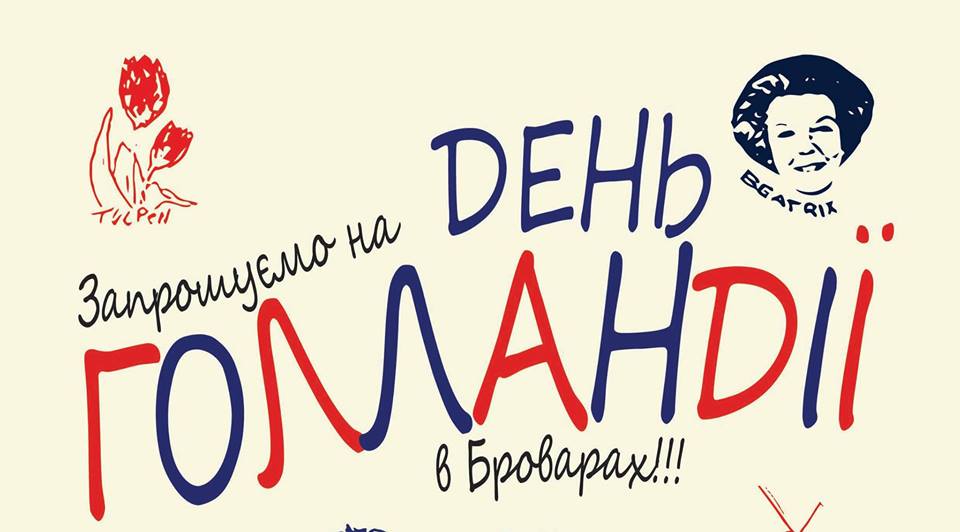 TULPEN
BEATRIX
Запрошуємо на
ДЕНЬ
ГОЛЛАНДІЇ
в Броварах!!!